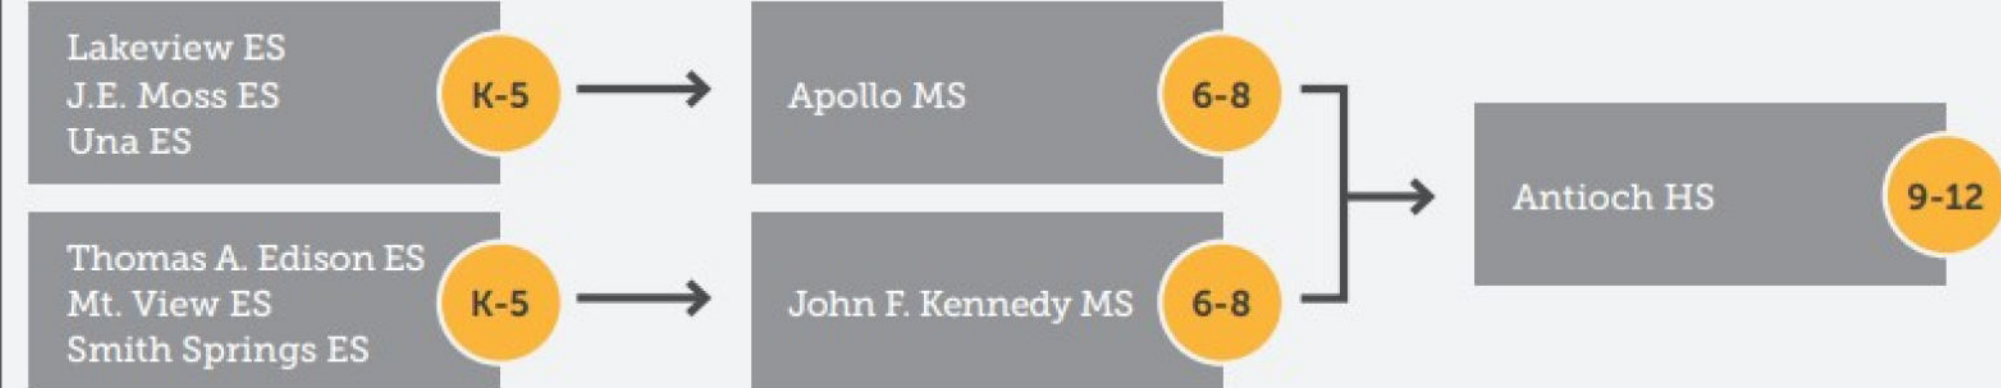 Lakeview ES
J.E. Moss ES
Una ES
K-5
Apollo MS
6-8
Thomas A. Edison ES
Mt. View ES
Smith Springs ES
K-5
John F. Kennedy MS
6-8
Antioch HS
9-12